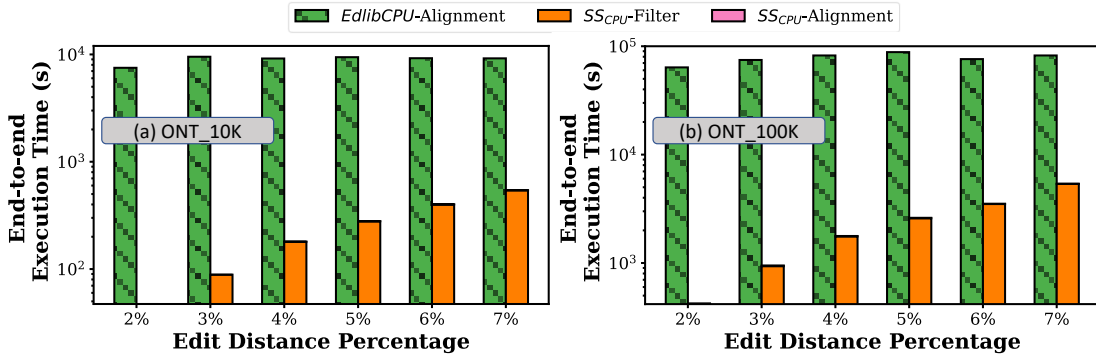 EdlibCPU-Alignment SS_CPU-Filter SS_CPU-Alignment
End-to-end
Execution Time (s)
10^4
10^3
10^2
(a) ONT_10K
2% 3% 4% 5% 6% 7%
Edit Distance Percentage
End-to-end
Execution Time (s)
10^5
10^4
10^3
(b) ONT_100K
2% 3% 4% 5% 6% 7%
Edit Distance Percentage